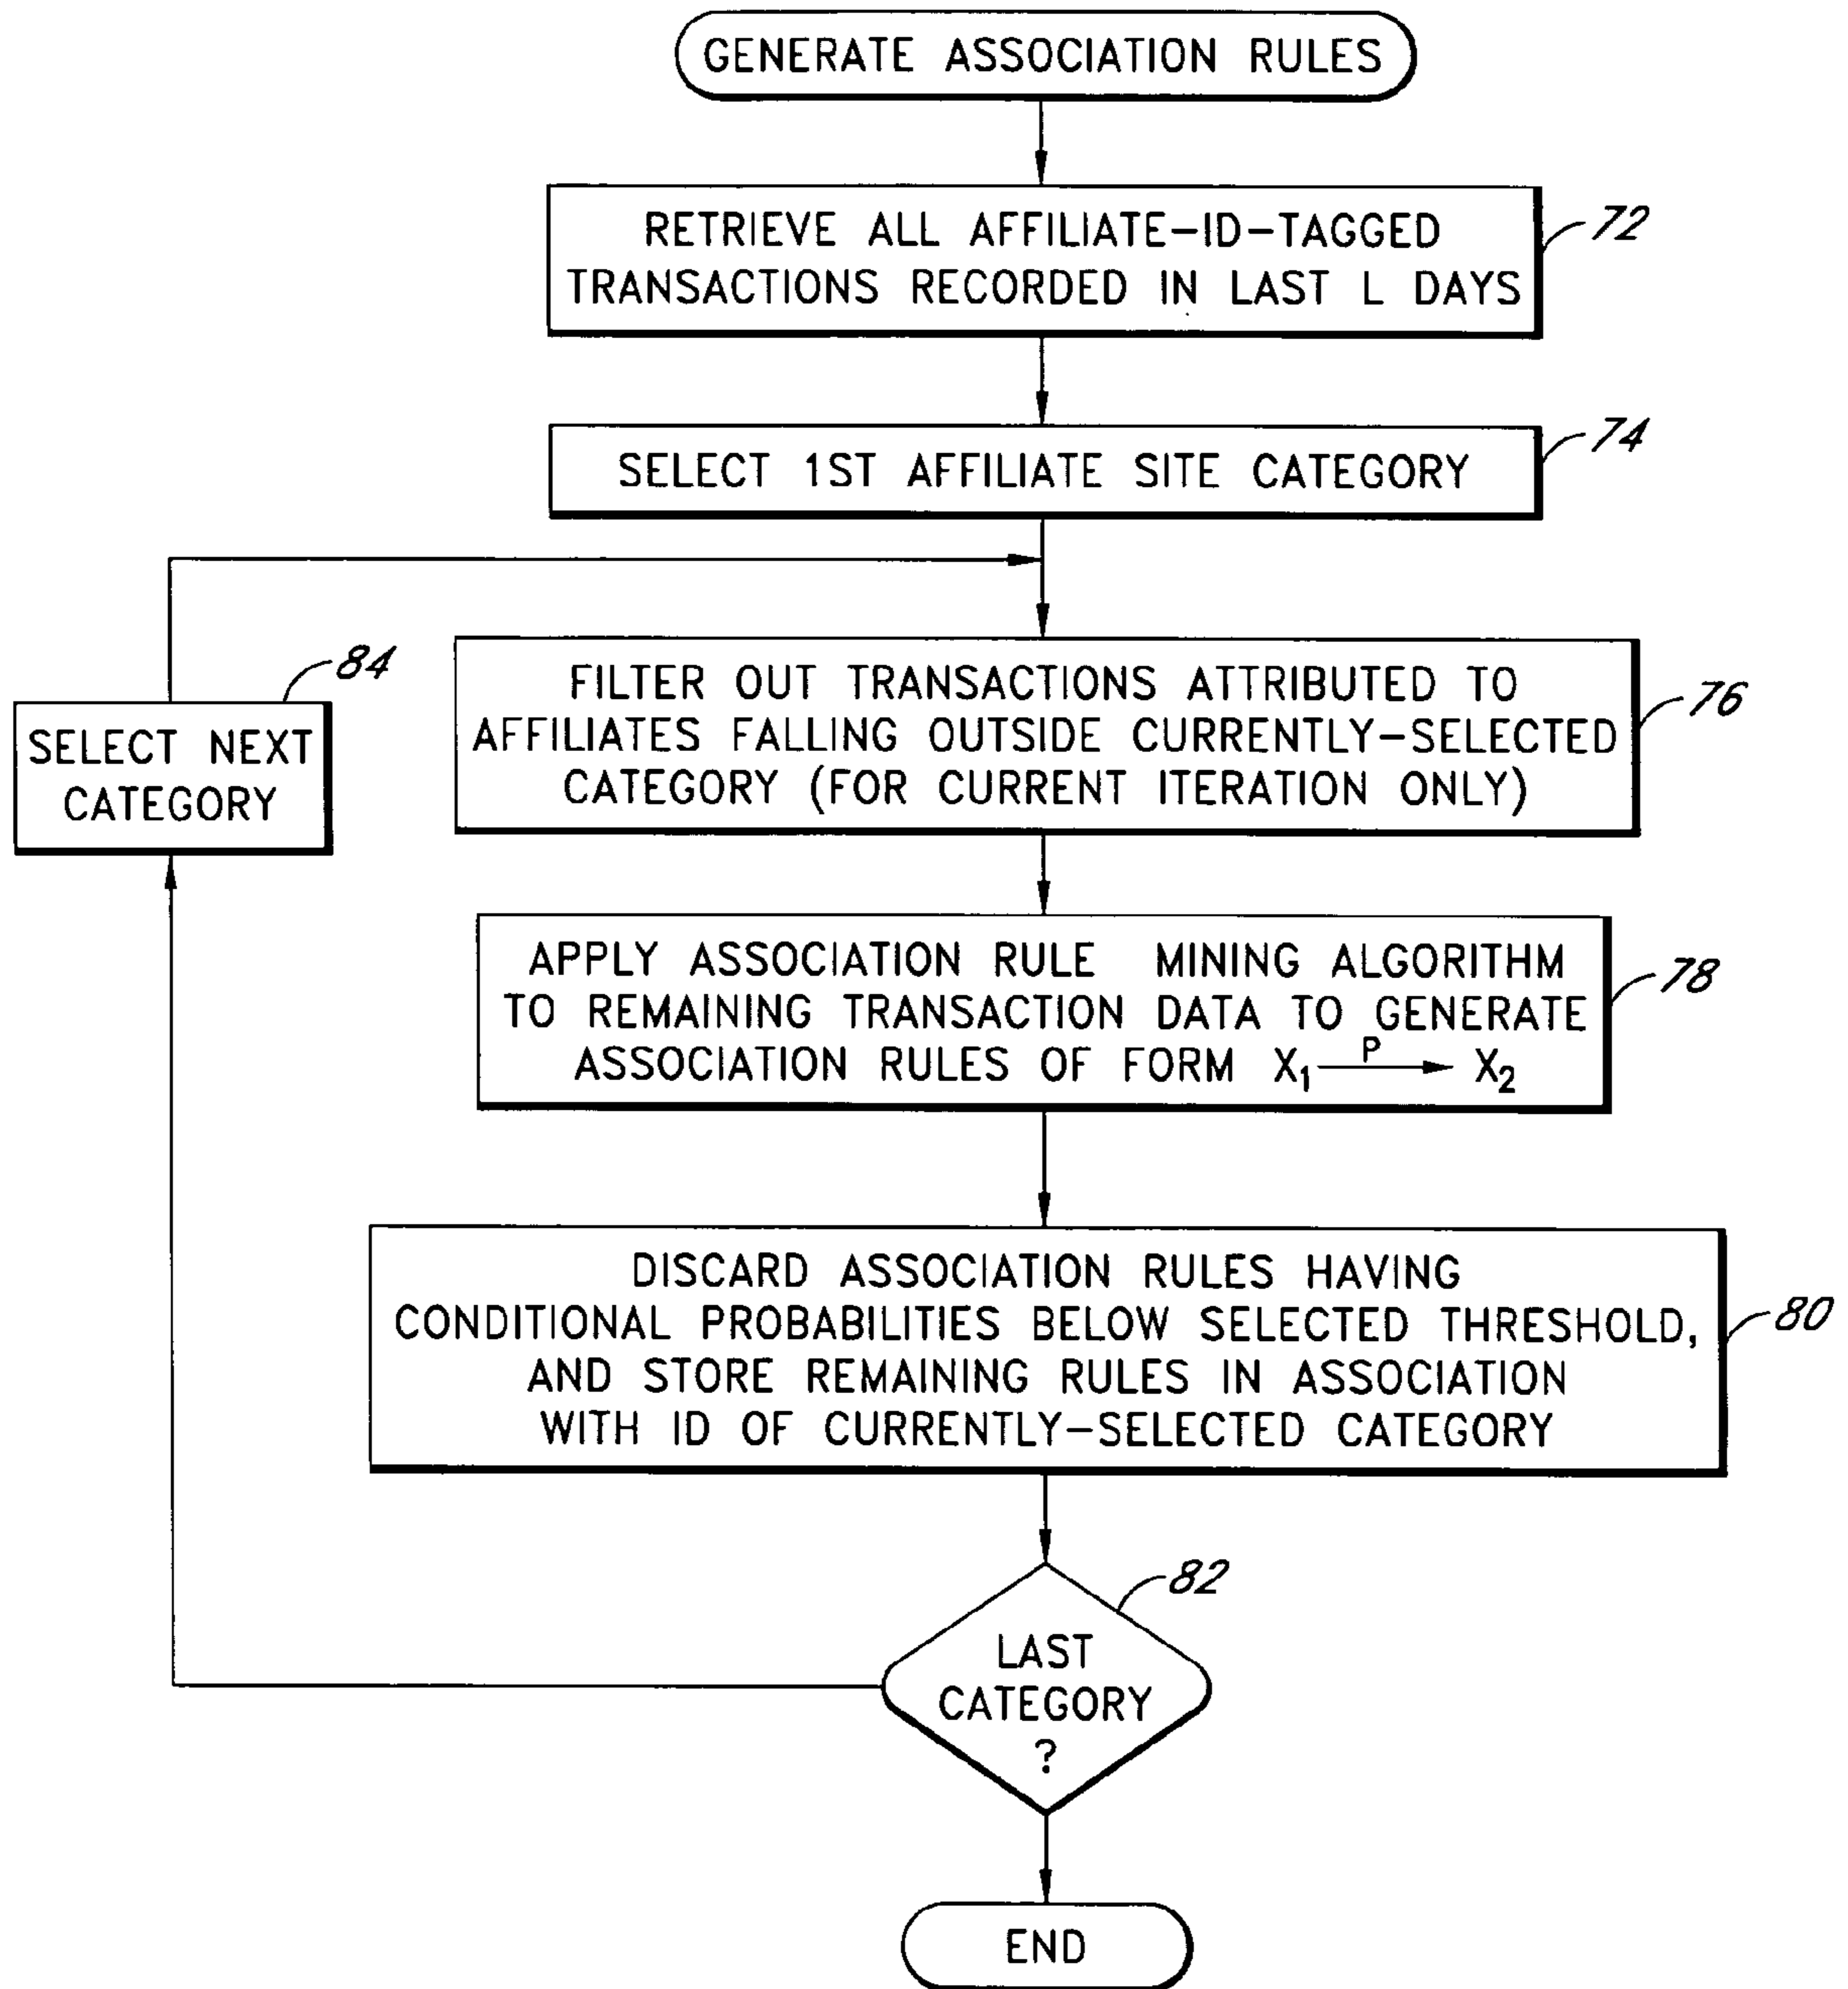 GENERATE ASSOCIATION RULES
RETRIEVE ALL AFFILIATE-ID-TAGGED
TRANSACTIONS RECORDED IN LAST L DAYS
72
SELECT 1ST AFFILIATE SITE CATEGORY
74
84
SELECT NEXT
CATEGORY
FILTER OUT TRANSACTIONS ATTRIBUTED TO
AFFILIATES FALLING OUTSIDE CURRENTLY-SELECTED
CATEGORY (FOR CURRENT ITERATION ONLY)
76
APPLY ASSOCIATION RULE MINING ALGORITHM
TO REMAINING TRANSACTION DATA TO GENERATE
ASSOCIATION RULES OF FORM X₁ —P→ X₂
78
DISCARD ASSOCIATION RULES HAVING
CONDITIONAL PROBABILITIES BELOW SELECTED THRESHOLD,
AND STORE REMAINING RULES IN ASSOCIATION
WITH ID OF CURRENTLY-SELECTED CATEGORY
80
82
LAST
CATEGORY
?
END